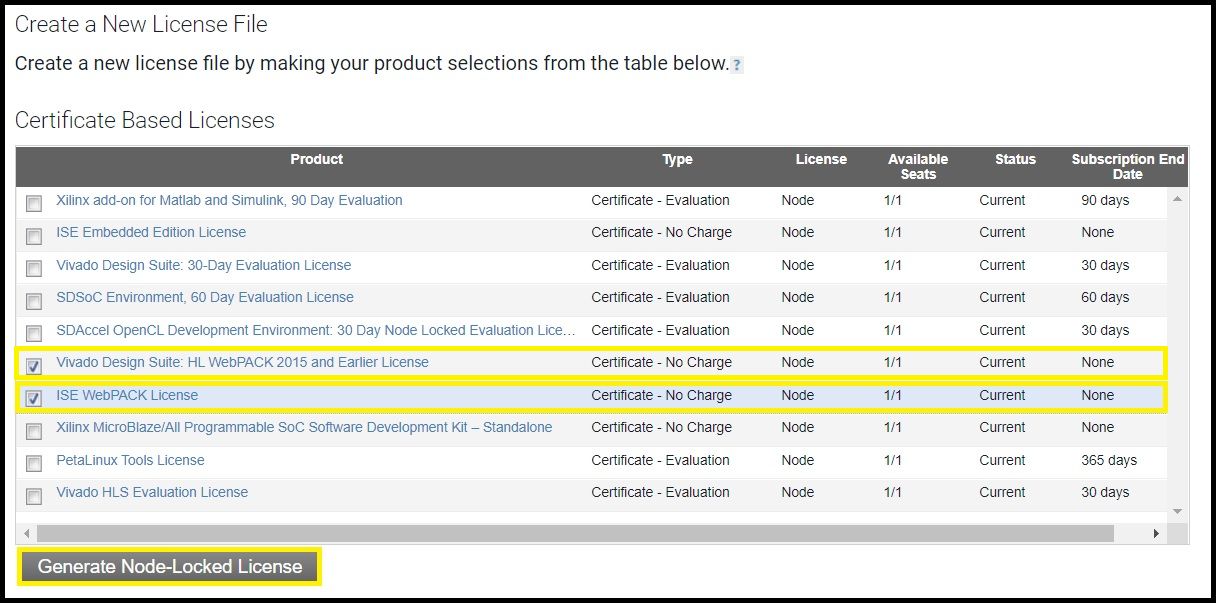 Create a New License File
Create a new license file by making your product selections from the table below. ?
Certificate Based Licenses
Product Type License Available Seats Status Subscription End Date
Xilinx add-on for Matlab and Simulink, 90 Day Evaluation Certificate - Evaluation Node 1/1 Current 90 days
ISE Embedded Edition License Certificate - No Charge Node 1/1 Current None
Vivado Design Suite: 30-Day Evaluation License Certificate - Evaluation Node 1/1 Current 30 days
SDSoC Environment, 60 Day Evaluation License Certificate - Evaluation Node 1/1 Current 60 days
SDAccel OpenCL Development Environment: 30 Day Node Locked Evaluation Lice... Certificate - Evaluation Node 1/1 Current 30 days
Vivado Design Suite: HL WebPACK 2015 and Earlier License Certificate - No Charge Node 1/1 Current None
ISE WebPACK License Certificate - No Charge Node 1/1 Current None
Xilinx MicroBlaze/All Programmable SoC Software Development Kit – Standalone Certificate - No Charge Node 1/1 Current None
PetaLinux Tools License Certificate - Evaluation Node 1/1 Current 365 days
Vivado HLS Evaluation License Certificate - Evaluation Node 1/1 Current 30 days
Generate Node-Locked License